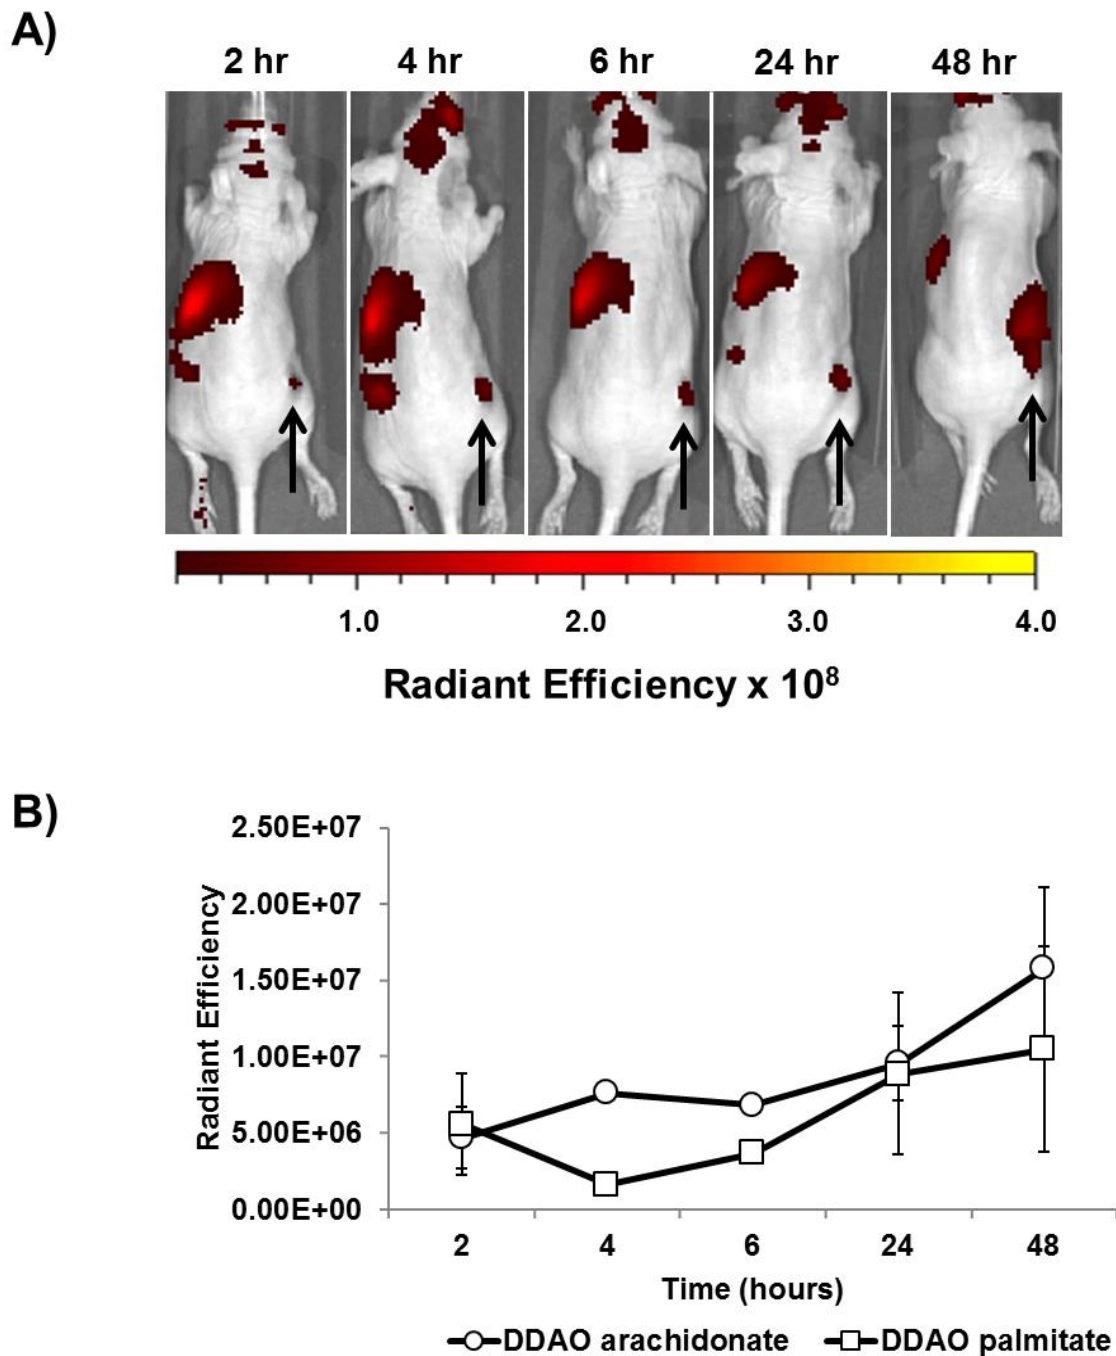 A)
2 hr 4 hr 6 hr 24 hr 48 hr
1.0 2.0 3.0 4.0
Radiant Efficiency x 10⁸
B)
Radiant Efficiency
2.50E+07
2.00E+07
1.50E+07
1.00E+07
5.00E+06
0.00E+00
2 4 6 24 48
Time (hours)
DDAO arachidonate DDAO palmitate